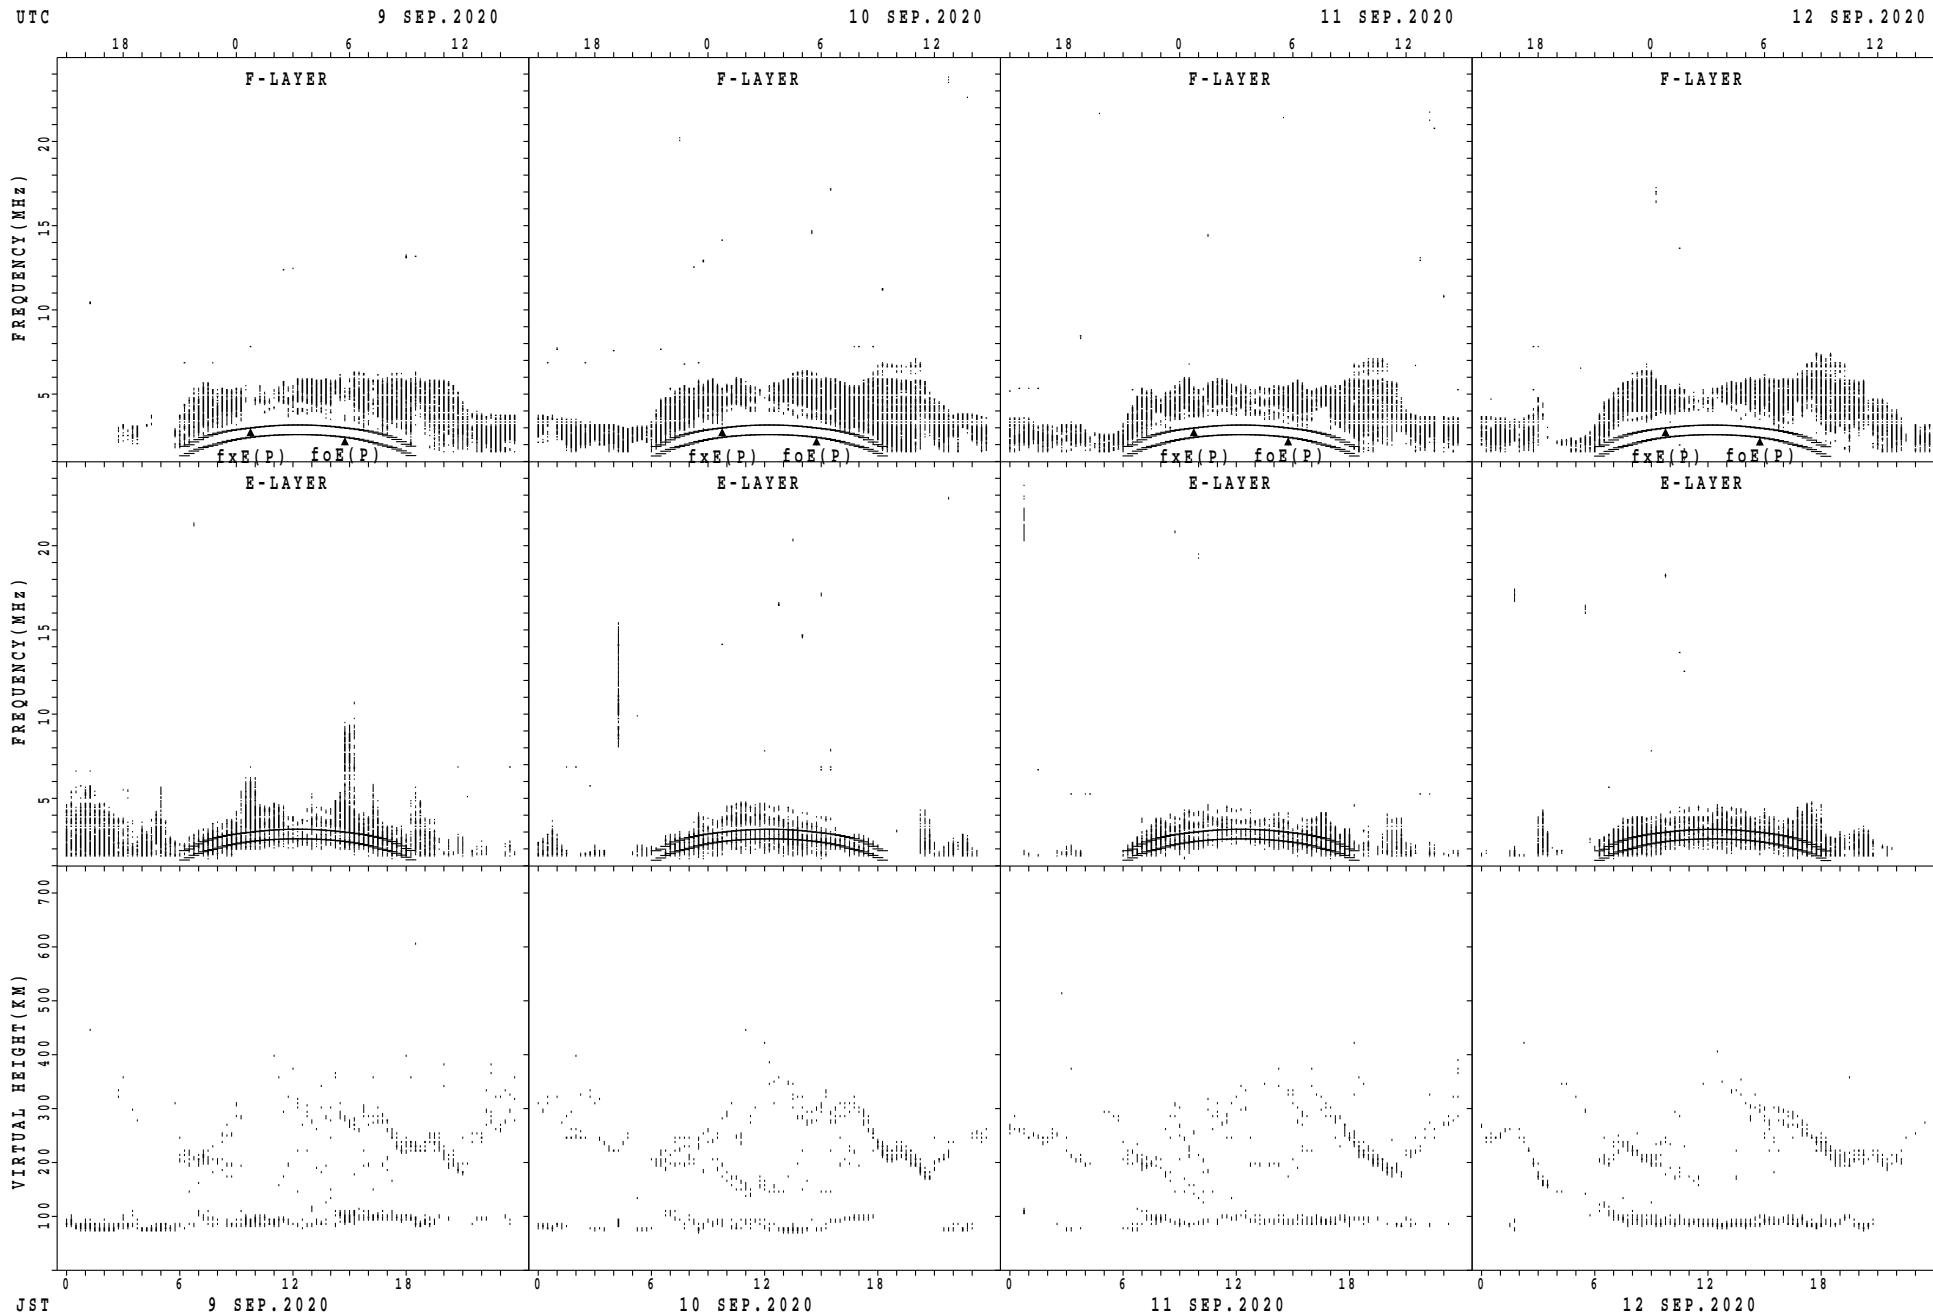 UTC 9 SEP.2020 10 SEP.2020 11 SEP.2020 12 SEP.2020
18 0 6 12 18 0 6 12 18 0 6 12 18 0 6 12
F-LAYER F-LAYER F-LAYER F-LAYER
FREQUENCY(MHz)
20
15
10
5
fxE(P) foE(P) fxE(P) foE(P) fxE(P) foE(P) fxE(P) foE(P)
E-LAYER E-LAYER E-LAYER E-LAYER
FREQUENCY(MHz)
20
15
10
5
VIRTUAL HEIGHT(KM)
700
600
500
400
300
200
100
0 6 12 18 0 6 12 18 0 6 12 18 0 6 12 18
JST 9 SEP.2020 10 SEP.2020 11 SEP.2020 12 SEP.2020